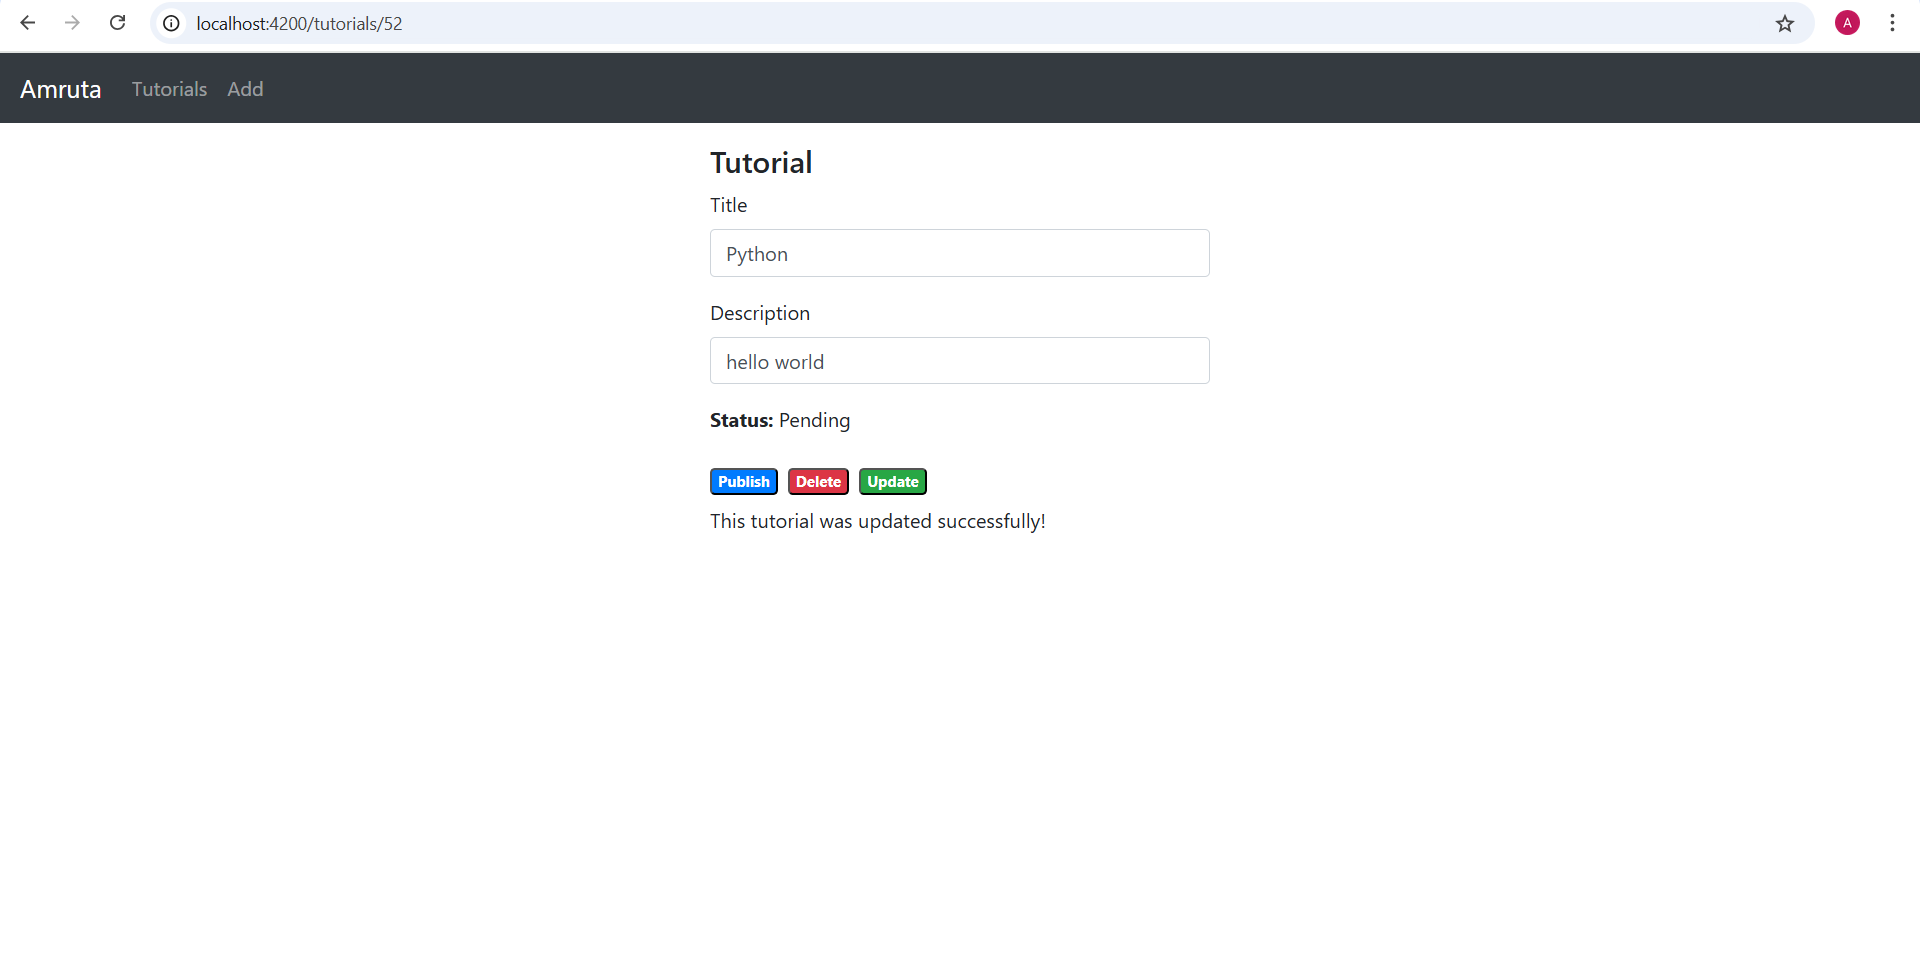 localhost:4200/tutorials/52
A
Amruta Tutorials Add
Tutorial
Title
Python
Description
hello world
Status: Pending
Publish Delete Update
This tutorial was updated successfully!